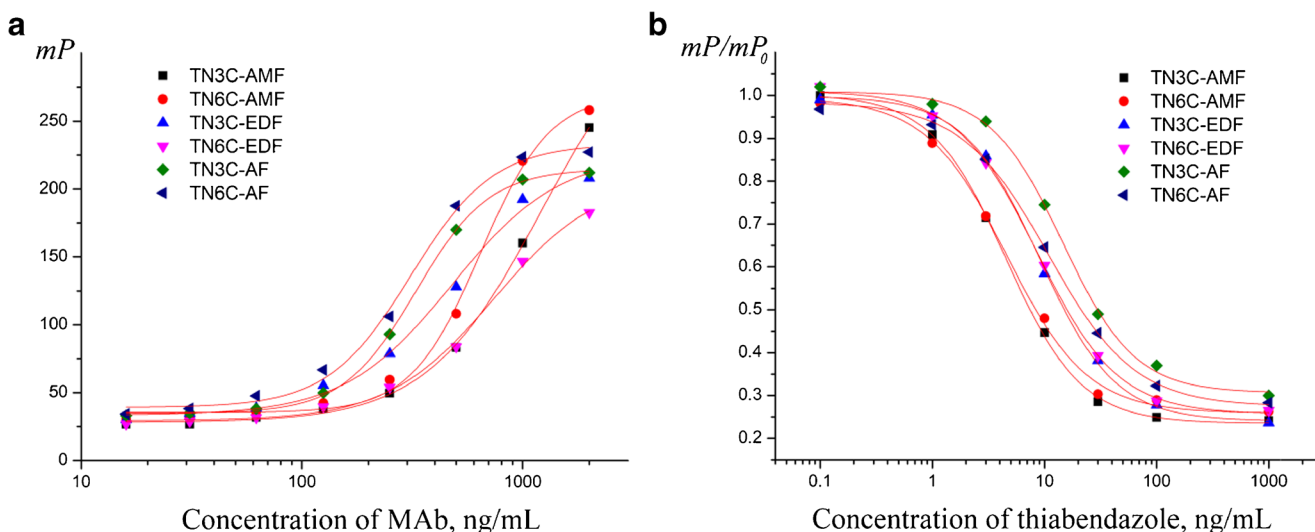 a
mP
TN3C-AMF
TN6C-AMF
TN3C-EDF
TN6C-EDF
TN3C-AF
TN6C-AF
250
200
150
100
50
0
10
100
1000
Concentration of MAb, ng/mL
b
mP/mP0
TN3C-AMF
TN6C-AMF
TN3C-EDF
TN6C-EDF
TN3C-AF
TN6C-AF
1.0
0.9
0.8
0.7
0.6
0.5
0.4
0.3
0.2
0.1
1
10
100
1000
Concentration of thiabendazole, ng/mL